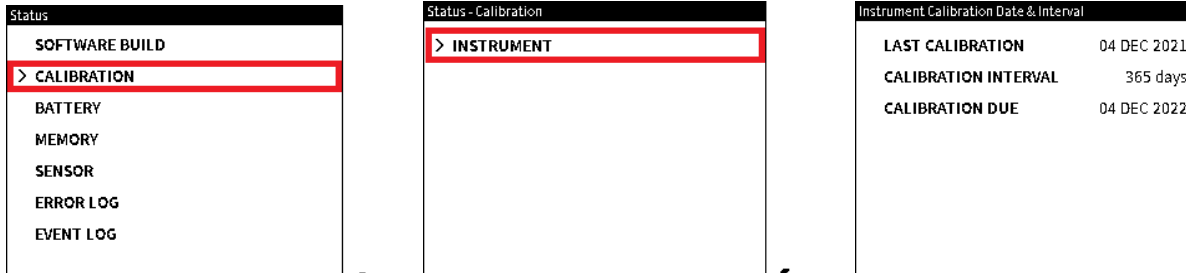 Status
SOFTWARE BUILD
> CALIBRATION
BATTERY
MEMORY
SENSOR
ERROR LOG
EVENT LOG
Status - Calibration
> INSTRUMENT
Instrument Calibration Date & Interval
LAST CALIBRATION 04 DEC 2021
CALIBRATION INTERVAL 365 days
CALIBRATION DUE 04 DEC 2022